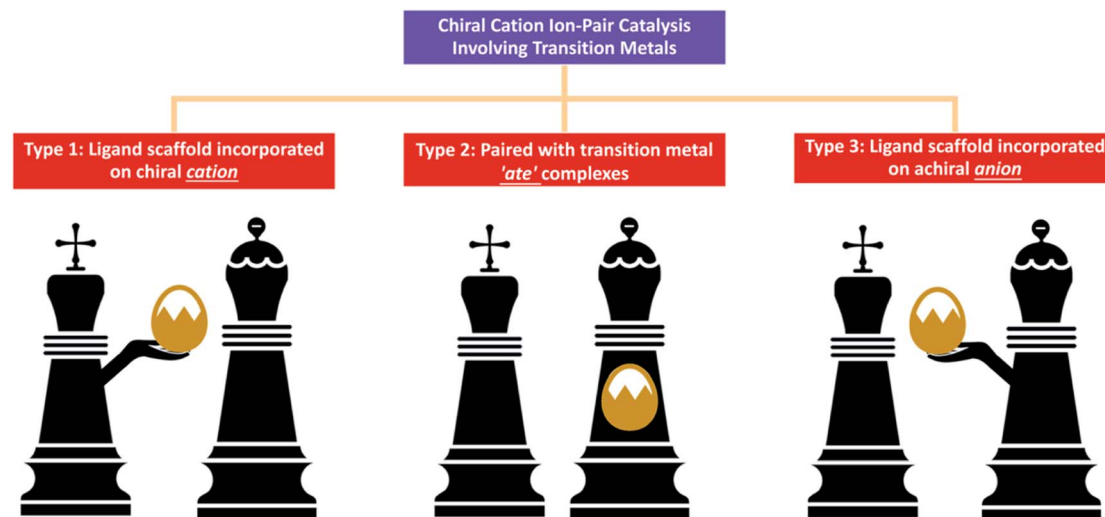 Chiral Cation Ion-Pair Catalysis
Involving Transition Metals
Type 1: Ligand scaffold incorporated
on chiral cation
Type 2: Paired with transition metal
'ate' complexes
Type 3: Ligand scaffold incorporated
on achiral anion